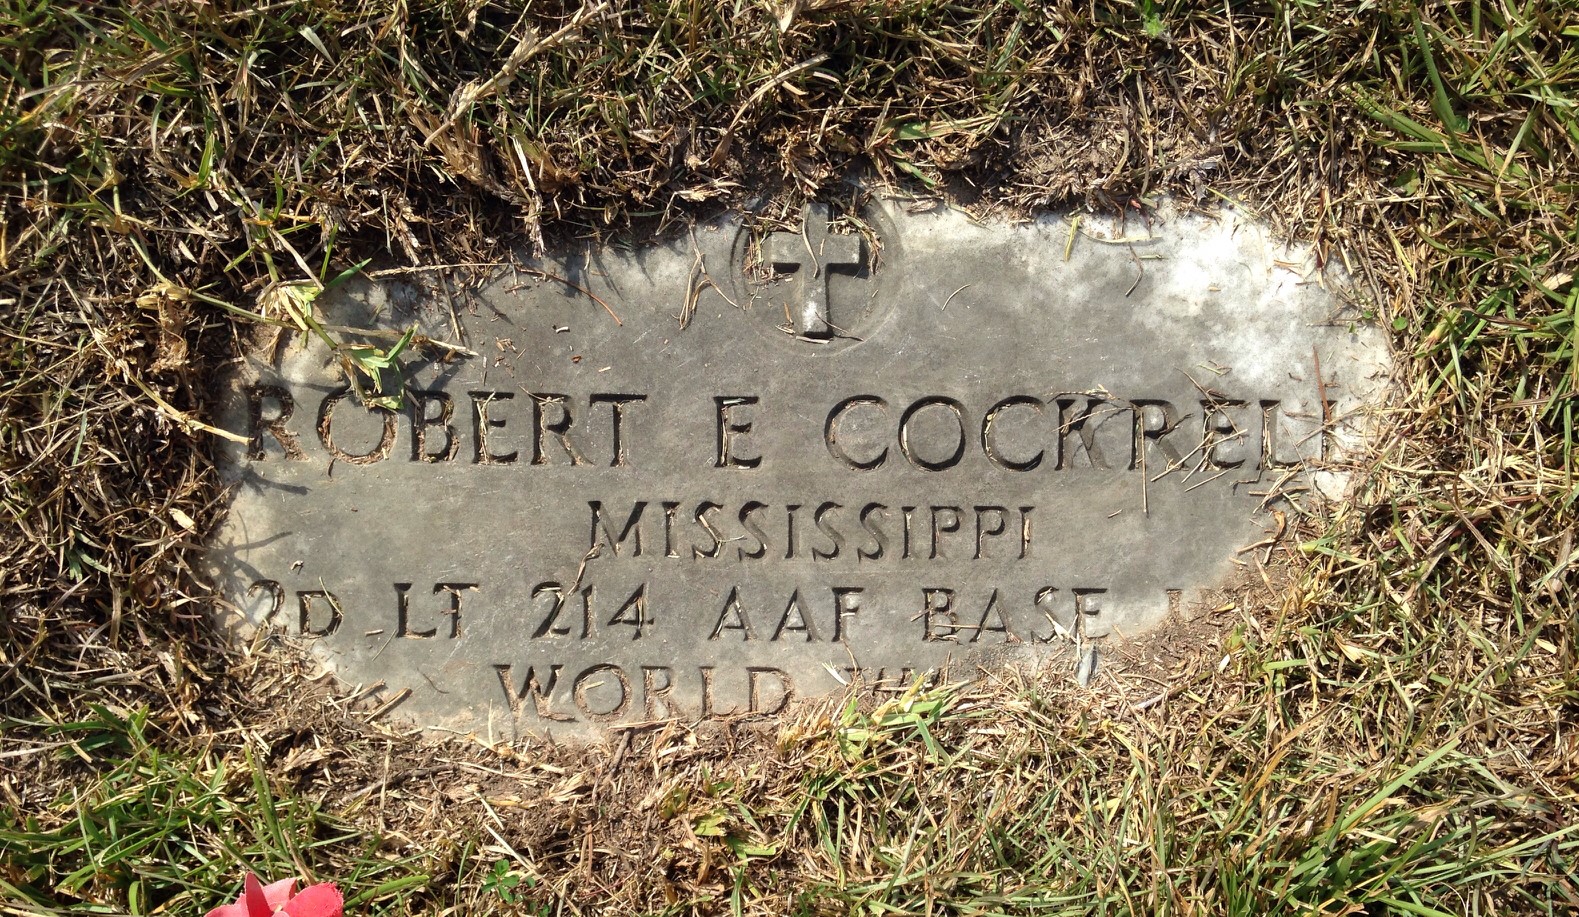 ROBERT E COCKRELL
MISSISSIPPI
2D LT 214 AAF BASE
WORLD